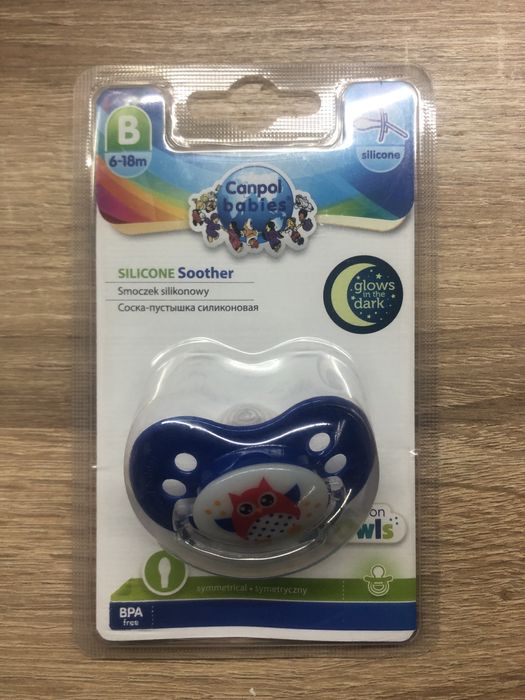 B
6-18m
silicone
Canpol
babies
SILICONE Soother
Smoczek silikonowy
Соска-пустышка силиконовая
glows
in the
dark
symmetrical • symetryczny
BPA
free